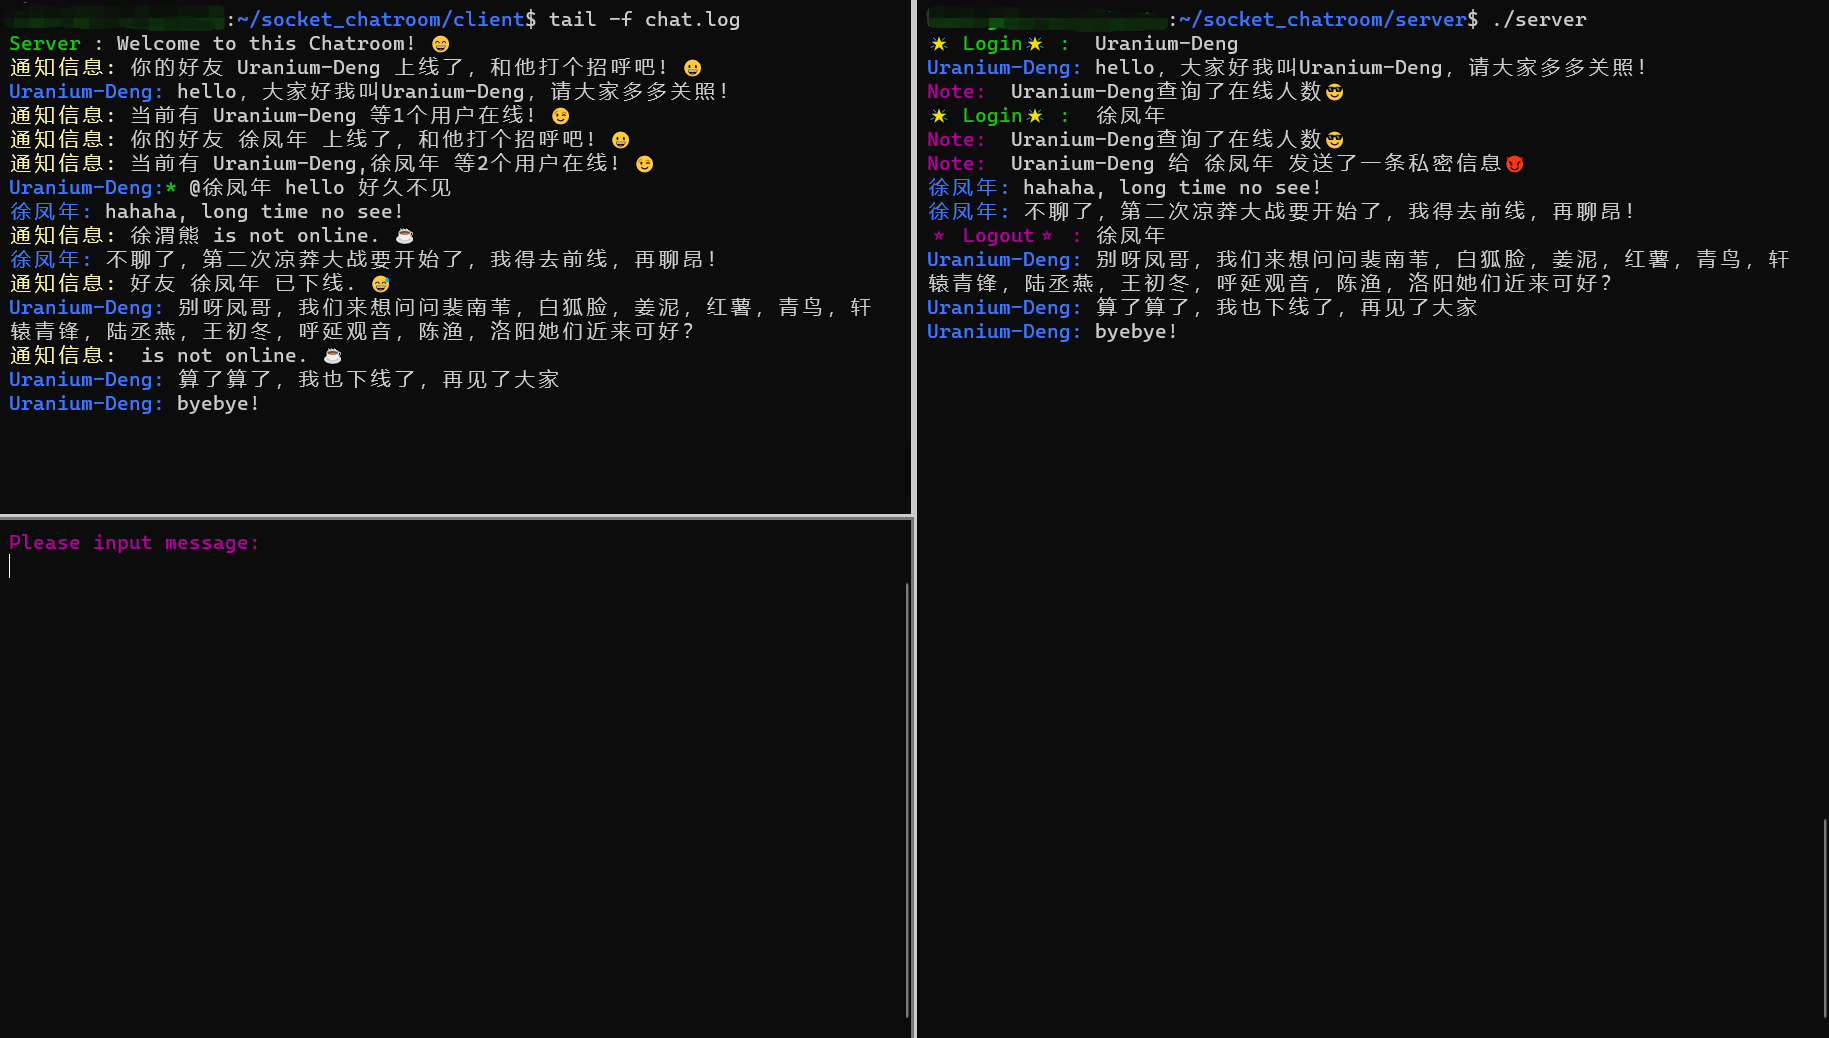 :~/socket_chatroom/client$ tail -f chat.log
Server : Welcome to this Chatroom! 😁
通知信息: 你的好友 Uranium-Deng 上线了，和他打个招呼吧! 😀
Uranium-Deng: hello，大家好我叫Uranium-Deng，请大家多多关照!
通知信息: 当前有 Uranium-Deng 等1个用户在线! 😉
通知信息: 你的好友 徐凤年 上线了，和他打个招呼吧! 😀
通知信息: 当前有 Uranium-Deng,徐凤年 等2个用户在线! 😉
Uranium-Deng:* @徐凤年 hello 好久不见
徐凤年: hahaha, long time no see!
通知信息: 徐渭熊 is not online. ☕
徐凤年: 不聊了，第二次凉莽大战要开始了，我得去前线，再聊昂!
通知信息: 好友 徐凤年 已下线. 😅
Uranium-Deng: 别呀凤哥，我们来想问问裴南苇，白狐脸，姜泥，红薯，青鸟，轩
辕青锋，陆丞燕，王初冬，呼延观音，陈渔，洛阳她们近来可好?
通知信息:  is not online. ☕
Uranium-Deng: 算了算了，我也下线了，再见了大家
Uranium-Deng: byebye!
Please input message:
:~/socket_chatroom/server$ ./server
🌟 Login🌟 :  Uranium-Deng
Uranium-Deng: hello，大家好我叫Uranium-Deng，请大家多多关照!
Note:  Uranium-Deng查询了在线人数😎
🌟 Login🌟 :  徐凤年
Note:  Uranium-Deng查询了在线人数😎
Note:  Uranium-Deng 给 徐凤年 发送了一条私密信息😈
徐凤年: hahaha, long time no see!
徐凤年: 不聊了，第二次凉莽大战要开始了，我得去前线，再聊昂!
⭐ Logout⭐ : 徐凤年
Uranium-Deng: 别呀凤哥，我们来想问问裴南苇，白狐脸，姜泥，红薯，青鸟，轩
辕青锋，陆丞燕，王初冬，呼延观音，陈渔，洛阳她们近来可好?
Uranium-Deng: 算了算了，我也下线了，再见了大家
Uranium-Deng: byebye!